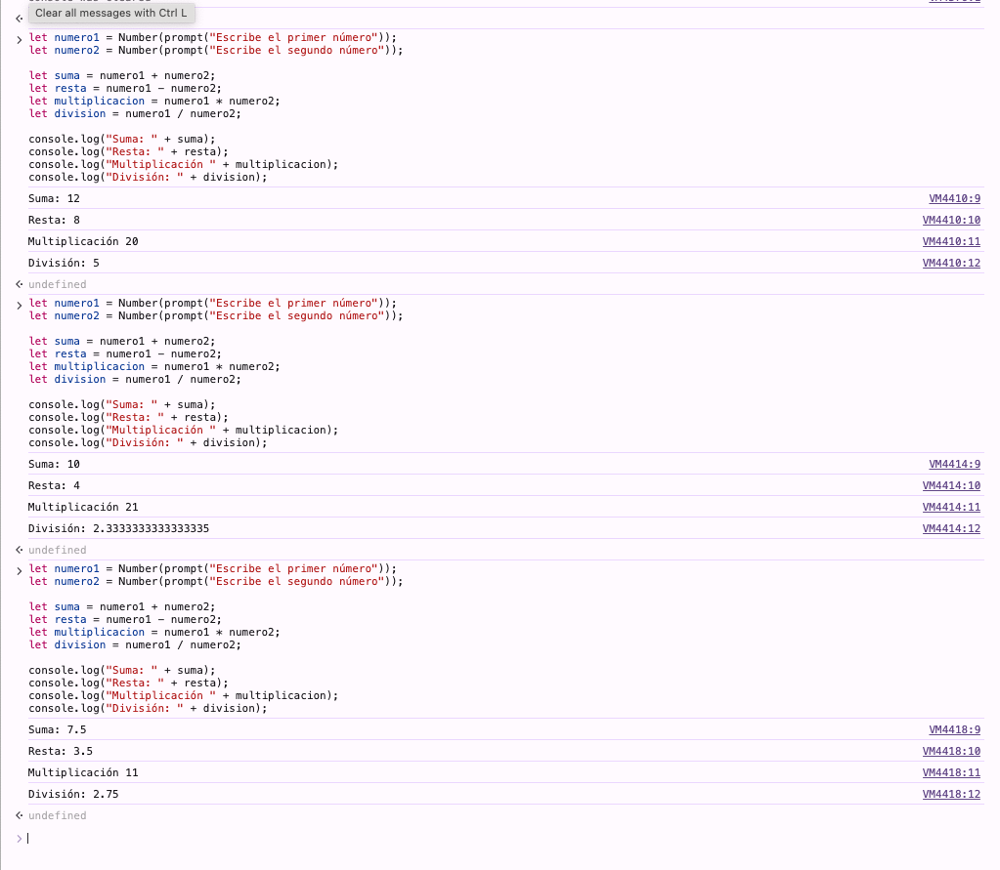 Clear all messages with Ctrl L
let numero1 = Number(prompt("Escribe el primer número"));
let numero2 = Number(prompt("Escribe el segundo número"));
let suma = numero1 + numero2;
let resta = numero1 - numero2;
let multiplicacion = numero1 * numero2;
let division = numero1 / numero2;
console.log("Suma: " + suma);
console.log("Resta: " + resta);
console.log("Multiplicación " + multiplicacion);
console.log("División: " + division);
Suma: 12 VM4410:9
Resta: 8 VM4410:10
Multiplicación 20 VM4410:11
División: 5 VM4410:12
undefined
let numero1 = Number(prompt("Escribe el primer número"));
let numero2 = Number(prompt("Escribe el segundo número"));
let suma = numero1 + numero2;
let resta = numero1 - numero2;
let multiplicacion = numero1 * numero2;
let division = numero1 / numero2;
console.log("Suma: " + suma);
console.log("Resta: " + resta);
console.log("Multiplicación " + multiplicacion);
console.log("División: " + division);
Suma: 10 VM4414:9
Resta: 4 VM4414:10
Multiplicación 21 VM4414:11
División: 2.3333333333333335 VM4414:12
undefined
let numero1 = Number(prompt("Escribe el primer número"));
let numero2 = Number(prompt("Escribe el segundo número"));
let suma = numero1 + numero2;
let resta = numero1 - numero2;
let multiplicacion = numero1 * numero2;
let division = numero1 / numero2;
console.log("Suma: " + suma);
console.log("Resta: " + resta);
console.log("Multiplicación " + multiplicacion);
console.log("División: " + division);
Suma: 7.5 VM4418:9
Resta: 3.5 VM4418:10
Multiplicación 11 VM4418:11
División: 2.75 VM4418:12
undefined